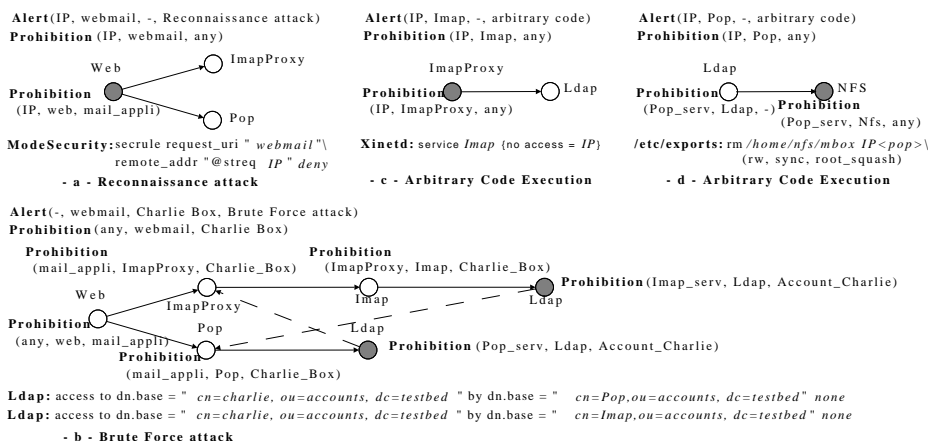 Alert(IP, webmail, -, Reconnaissance attack)
Prohibition (IP, webmail, any)
Web
ImapProxy
Prohibition
(IP, web, mail_appli)
Pop
ModeSecurity: secrule request_uri " webmail"\
remote_addr "@streq IP" deny
- a - Reconnaissance attack
Alert(IP, Imap, -, arbitrary code)
Prohibition (IP, Imap, any)
ImapProxy
Ldap
Prohibition
(IP, ImapProxy, any)
Xinetd: service Imap {no access = IP}
- c - Arbitrary Code Execution
Alert(IP, Pop, -, arbitrary code)
Prohibition (IP, Pop, any)
Ldap
NFS
Prohibition
(Pop_serv, Ldap, -)
Prohibition
(Pop_serv, Nfs, any)
/etc/exports: rm /home/nfs/mbox IP<pop>\
(rw, sync, root_squash)
- d - Arbitrary Code Execution
Alert(-, webmail, Charlie Box, Brute Force attack)
Prohibition (any, webmail, Charlie Box)
Prohibition
(mail_appli, ImapProxy, Charlie_Box)
Prohibition
(ImapProxy, Imap, Charlie_Box)
Prohibition (Imap_serv, Ldap, Account_Charlie)
Web
ImapProxy
Imap
Ldap
Prohibition
(any, web, mail_appli)
Pop
Ldap
Prohibition (Pop_serv, Ldap, Account_Charlie)
Prohibition
(mail_appli, Pop, Charlie_Box)
Ldap: access to dn.base = " cn=charlie, ou=accounts, dc=testbed " by dn.base = " cn=Pop,ou=accounts, dc=testbed" none
Ldap: access to dn.base = " cn=charlie, ou=accounts, dc=testbed " by dn.base = " cn=Imap,ou=accounts, dc=testbed" none
- b - Brute Force attack